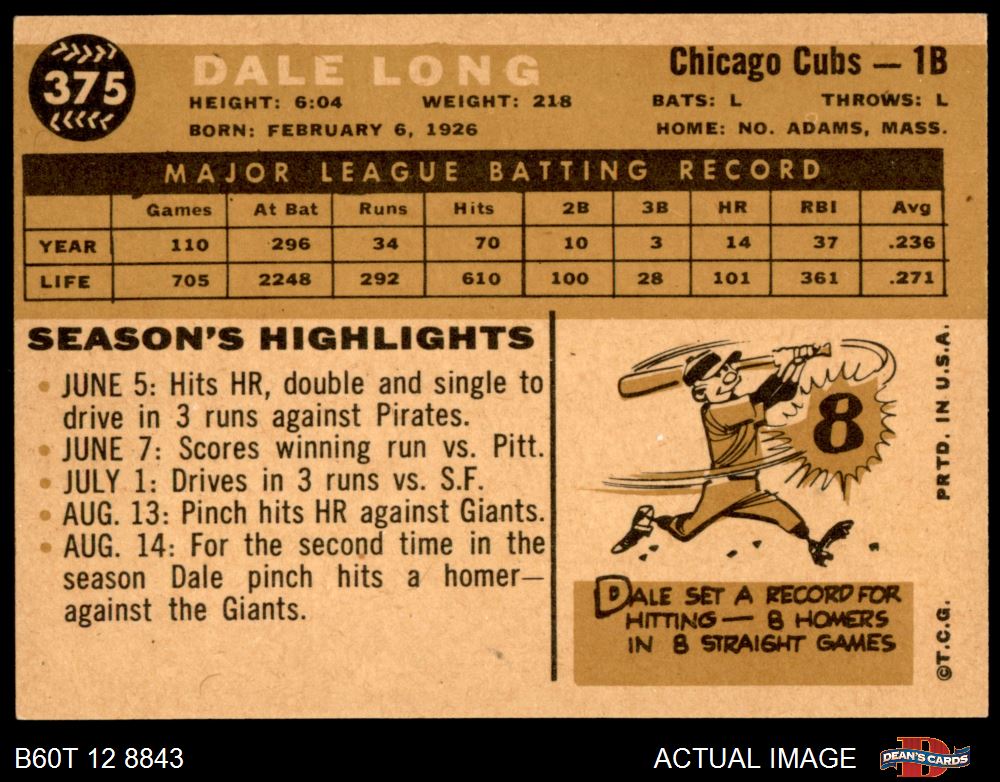 375
DALE LONG
Chicago Cubs — 1B
HEIGHT: 6:04 WEIGHT: 218 BATS: L THROWS: L
BORN: FEBRUARY 6, 1926 HOME: NO. ADAMS, MASS.
MAJOR LEAGUE BATTING RECORD
Games At Bat Runs Hits 2B 3B HR RBI Avg
YEAR 110 296 34 70 10 3 14 37 .236
LIFE 705 2248 292 610 100 28 101 361 .271
SEASON'S HIGHLIGHTS
• JUNE 5: Hits HR, double and single to
drive in 3 runs against Pirates.
• JUNE 7: Scores winning run vs. Pitt.
• JULY 1: Drives in 3 runs vs. S.F.
• AUG. 13: Pinch hits HR against Giants.
• AUG. 14: For the second time in the
season Dale pinch hits a homer—
against the Giants.
8
DALE SET A RECORD FOR
HITTING — 8 HOMERS
IN 8 STRAIGHT GAMES
©T.C.G. PRTD. IN U.S.A.
B60T 12 8843
ACTUAL IMAGE
D
DEAN'S CARDS